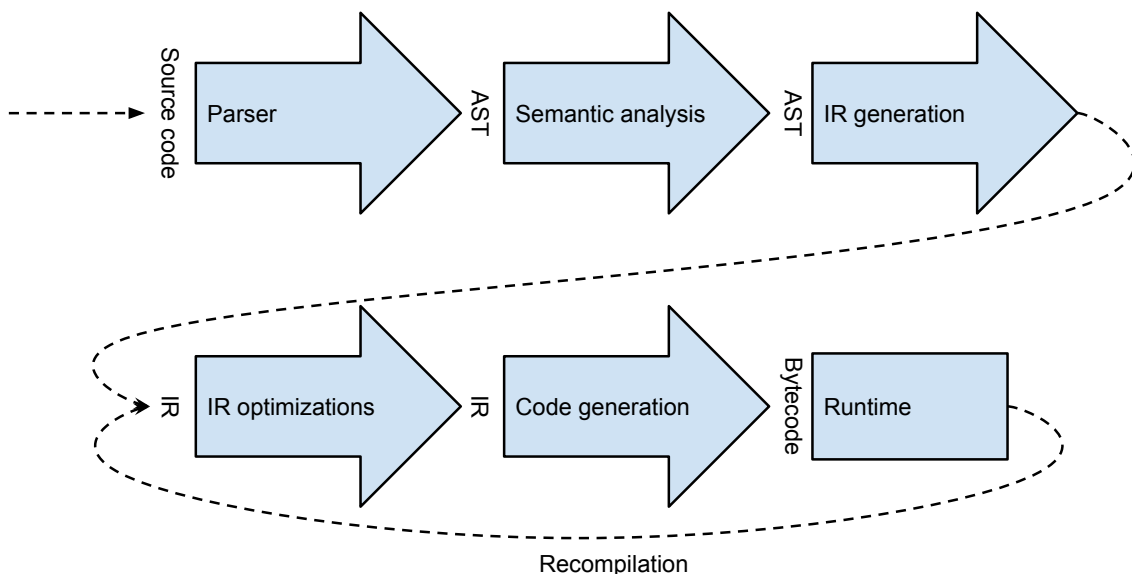 Source code
Parser
AST
Semantic analysis
AST
IR generation
IR
IR optimizations
IR
Code generation
Bytecode
Runtime
Recompilation